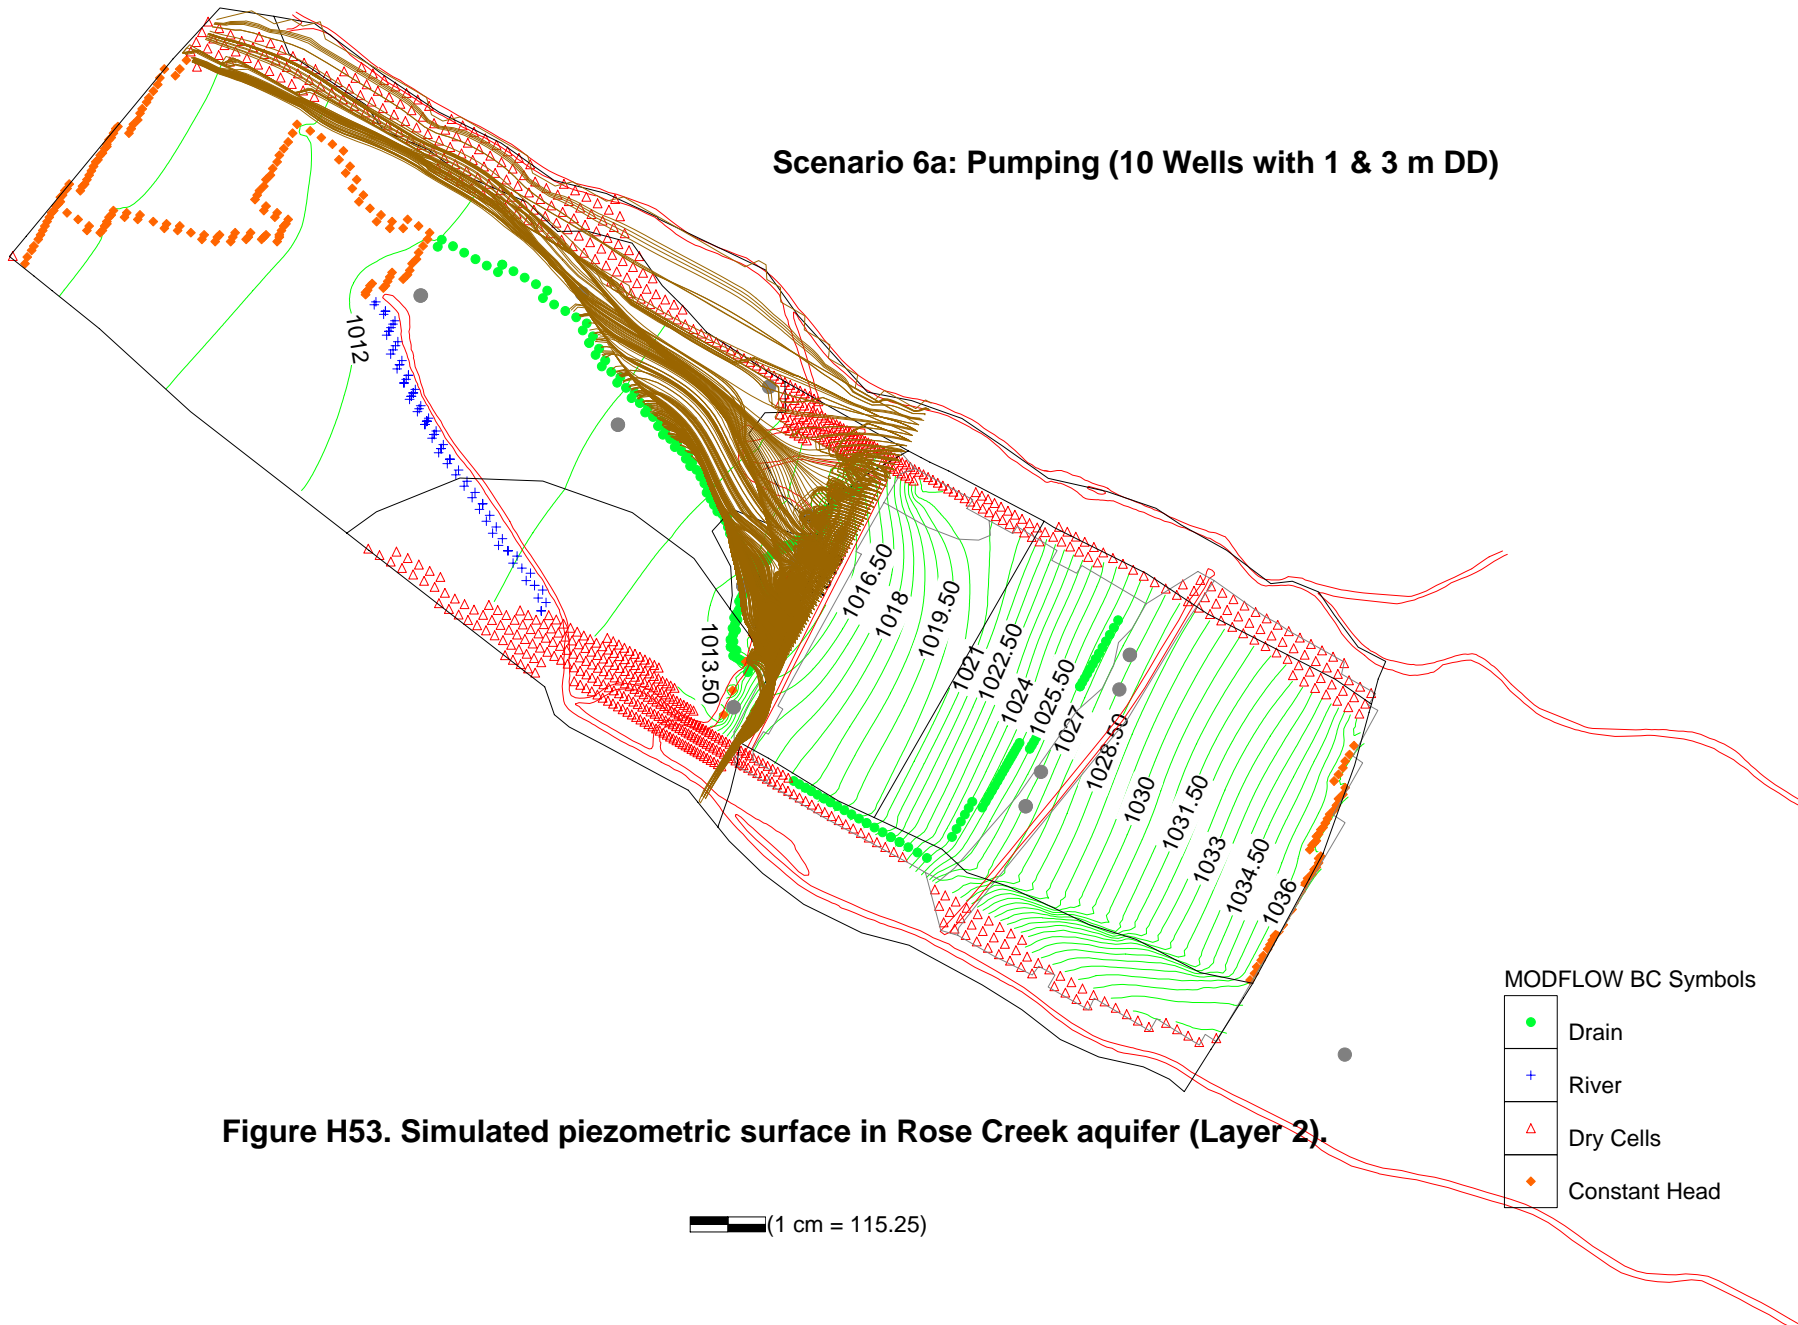 Scenario 6a: Pumping (10 Wells with 1 & 3 m DD)
1012
1013.50
1016.50
1018
1019.50
1021
1022.50
1024
1025.50
1027
1028.50
1030
1031.50
1033
1034.50
1036
MODFLOW BC Symbols
Drain
River
Dry Cells
Constant Head
Figure H53. Simulated piezometric surface in Rose Creek aquifer (Layer 2).
(1 cm = 115.25)